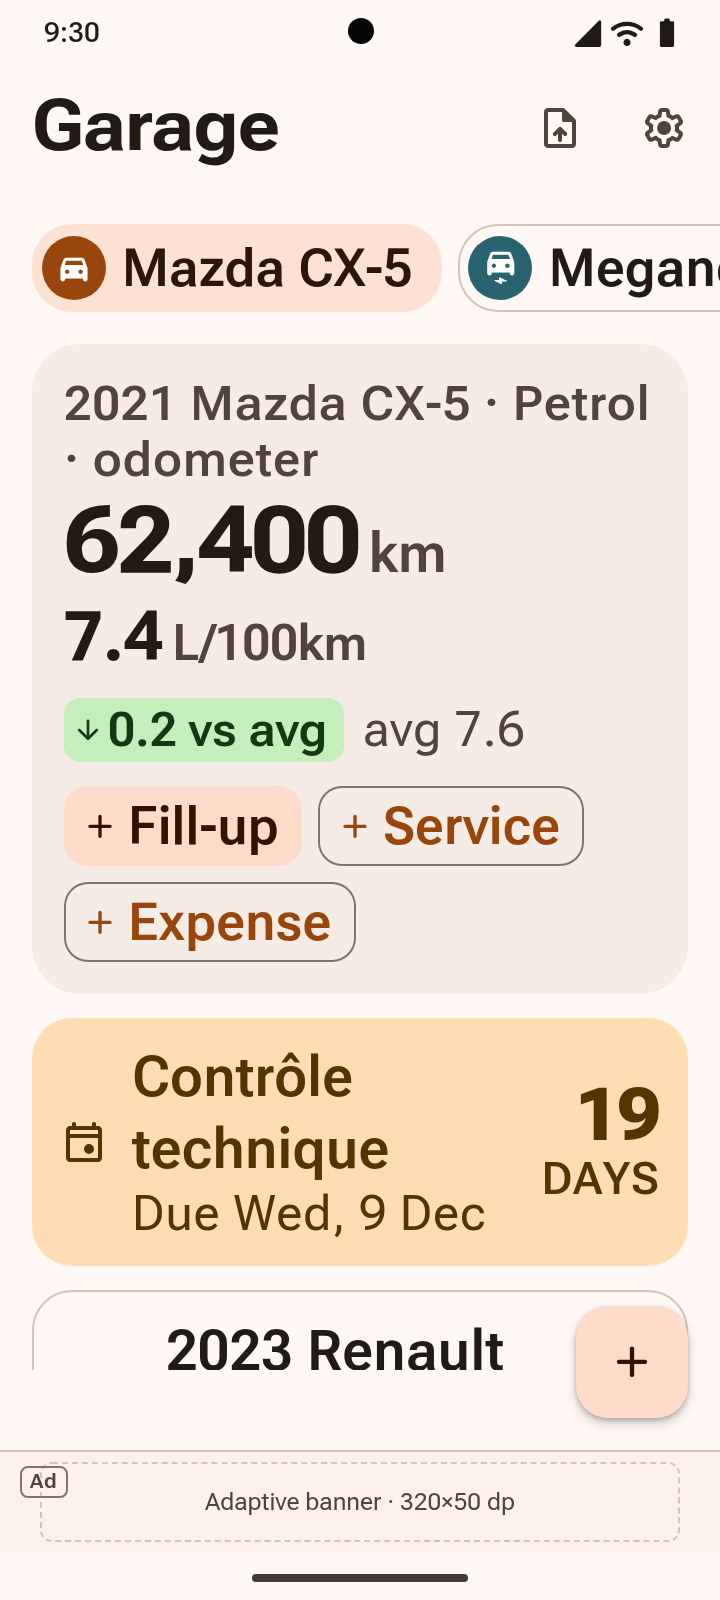 9:30
Garage
Mazda CX-5
Megan
2021 Mazda CX-5 · Petrol
· odometer
62,400 km
7.4 L/100km
↓ 0.2 vs avg avg 7.6
+ Fill-up
+ Service
+ Expense
Contrôle
technique
Due Wed, 9 Dec
19
DAYS
2023 Renault
+
Ad
Adaptive banner · 320×50 dp